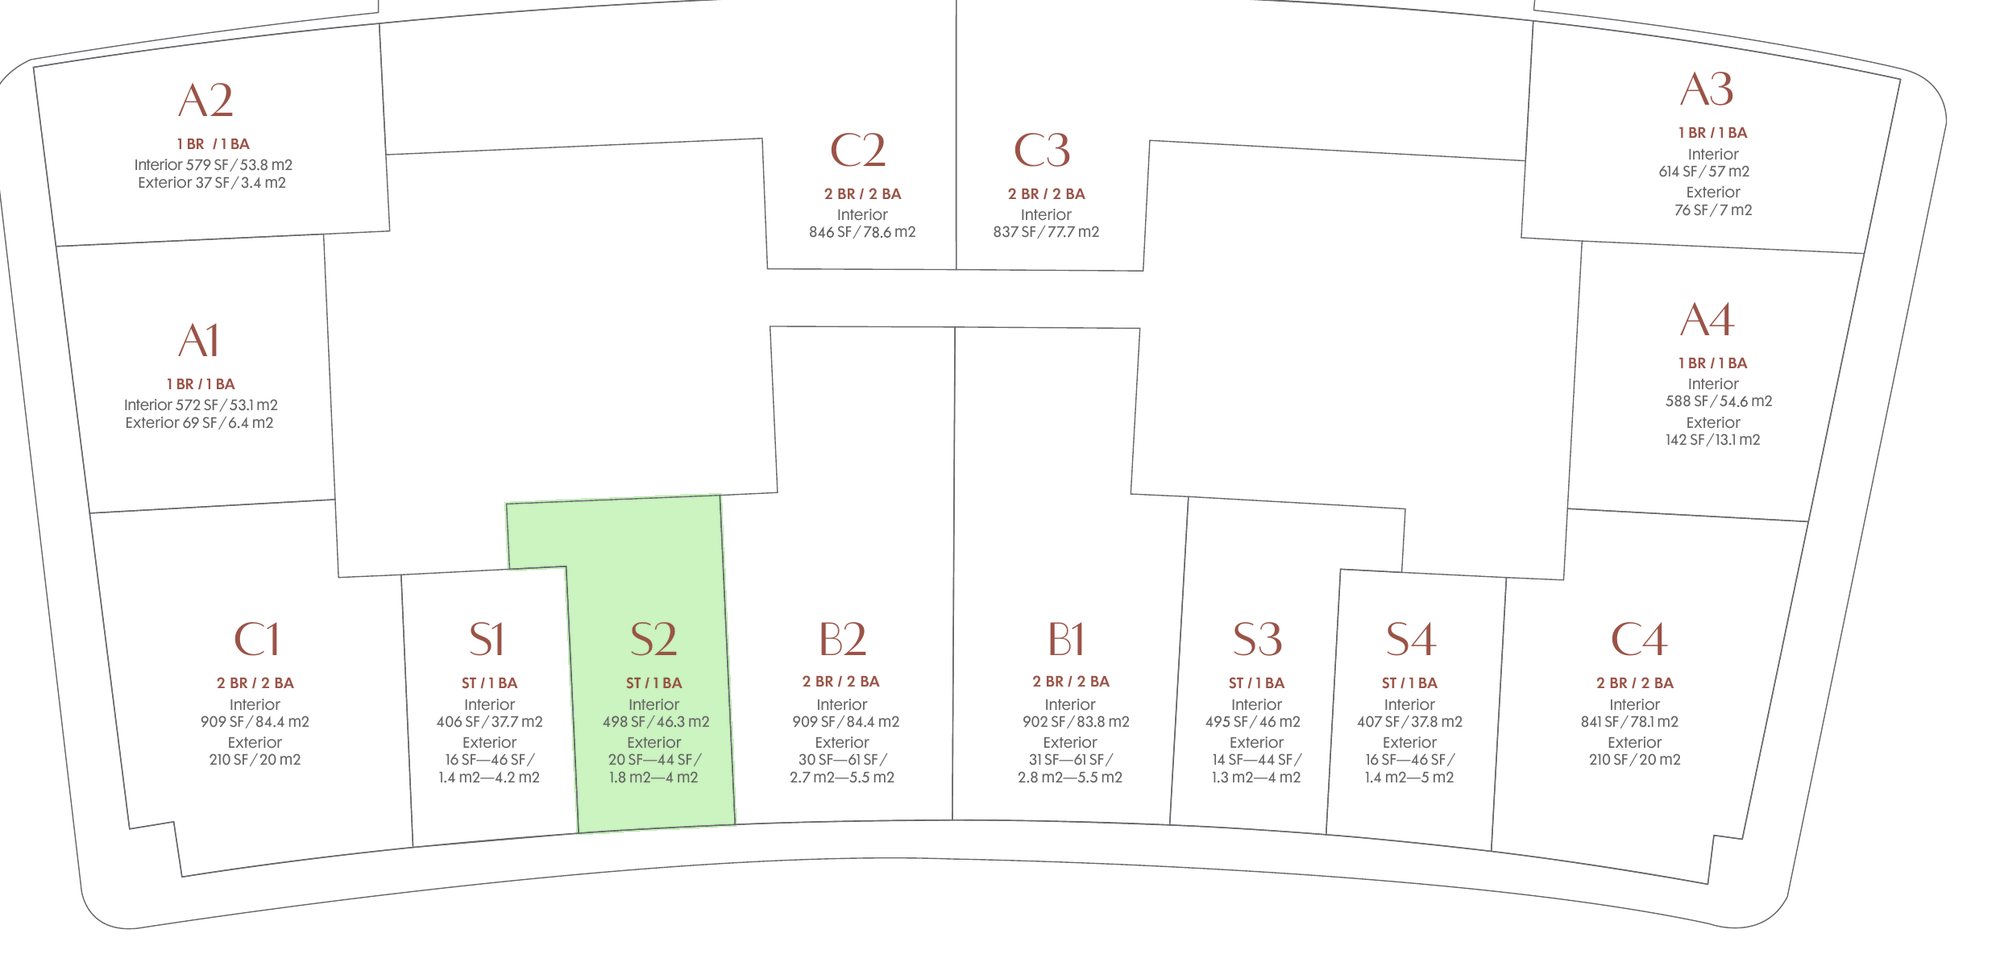 A2
1 BR / 1 BA
Interior 579 SF/53.8 m2
Exterior 37 SF/3.4 m2
C2
2 BR / 2 BA
Interior
846 SF/78.6 m2
C3
2 BR / 2 BA
Interior
837 SF/77.7 m2
A3
1 BR / 1 BA
Interior
614 SF/57 m2
Exterior
76 SF/7 m2
A1
1 BR / 1 BA
Interior 572 SF/53.1 m2
Exterior 69 SF/6.4 m2
A4
1 BR / 1 BA
Interior
588 SF/54.6 m2
Exterior
142 SF/13.1 m2
C1
2 BR / 2 BA
Interior
909 SF/84.4 m2
Exterior
210 SF/20 m2
S1
ST / 1 BA
Interior
406 SF/37.7 m2
Exterior
16 SF—46 SF/
1.4 m2—4.2 m2
S2
ST / 1 BA
Interior
498 SF/46.3 m2
Exterior
20 SF—44 SF/
1.8 m2—4 m2
B2
2 BR / 2 BA
Interior
909 SF/84.4 m2
Exterior
30 SF—61 SF/
2.7 m2—5.5 m2
B1
2 BR / 2 BA
Interior
902 SF/83.8 m2
Exterior
31 SF—61 SF/
2.8 m2—5.5 m2
S3
ST / 1 BA
Interior
495 SF/46 m2
Exterior
14 SF—44 SF/
1.3 m2—4 m2
S4
ST / 1 BA
Interior
407 SF/37.8 m2
Exterior
16 SF—46 SF/
1.4 m2—5 m2
C4
2 BR / 2 BA
Interior
841 SF/78.1 m2
Exterior
210 SF/20 m2